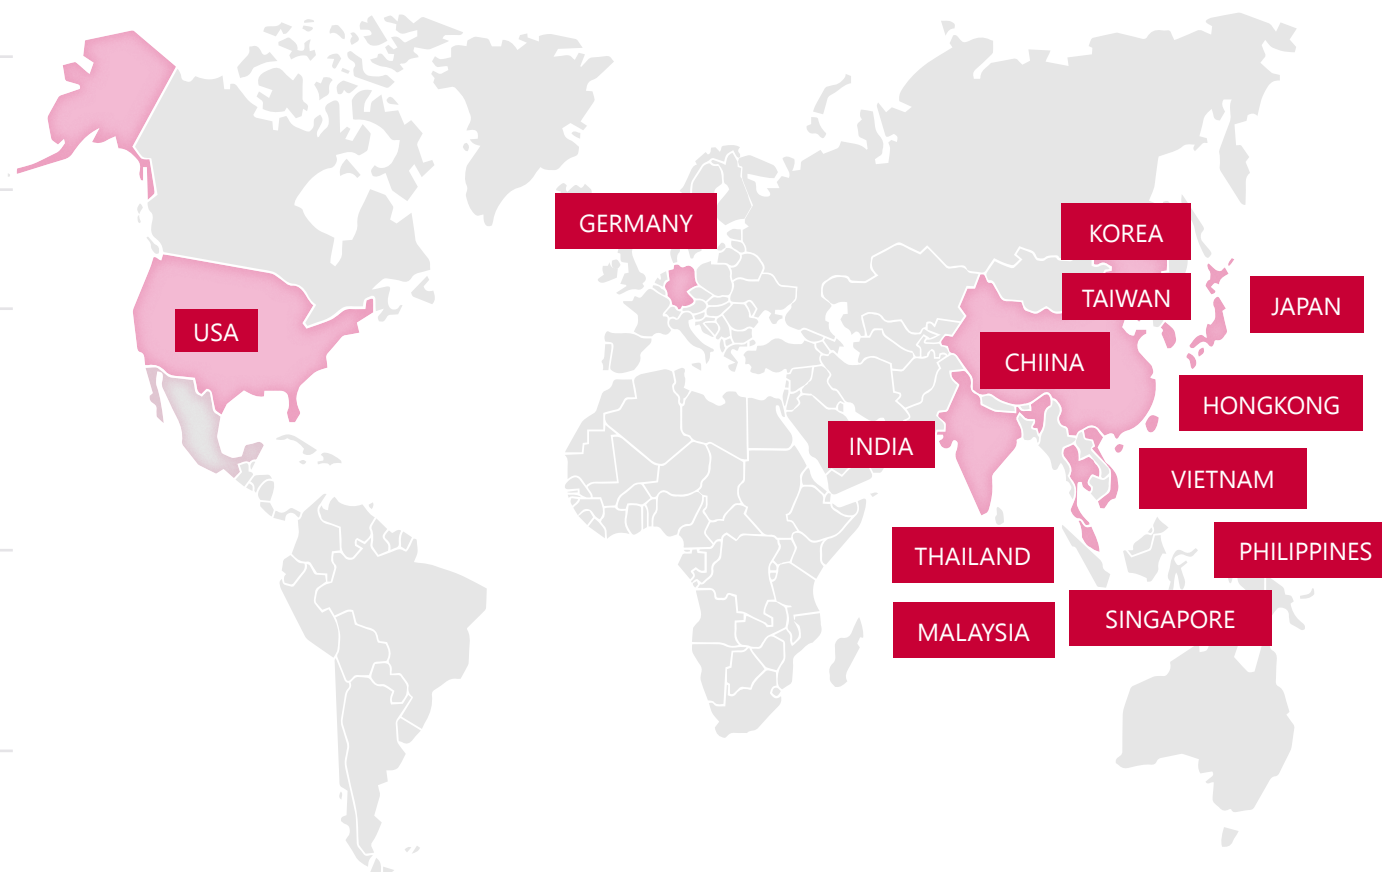 GERMANY
KOREA
TAIWAN
JAPAN
USA
CHIINA
HONGKONG
INDIA
VIETNAM
THAILAND
PHILIPPINES
MALAYSIA
SINGAPORE